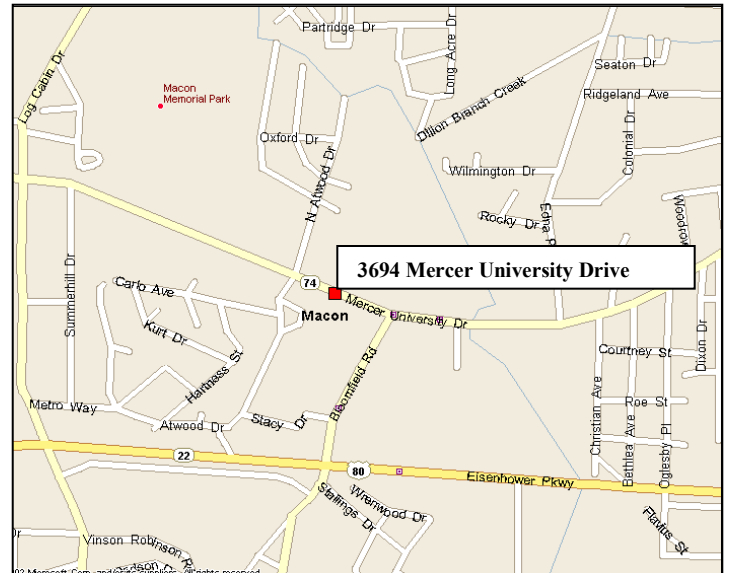 Partridge Dr
Long Acre Dr
Log Cabin Dr
Macon
Memorial Park
Seaton Dr
Ridgeland Ave
Dillon Branch Creek
Colonial Dr
Oxford Dr
N Atwood Dr
Wilmington Dr
Rocky Dr
Edna P
Woodrow
3694 Mercer University Drive
74
Mercer University Dr
Macon
Summerhill Dr
Carlo Ave
Kurt Dr
Hartness St
Bloomfield Rd
Courtney St
Dixon Dr
Metro Way
Atwood Dr
Stacy Dr
Christian Ave
Roe St
Bethlea Ave
Oglesby Pl
22
80
Eisenhower Pkwy
Stallings Dr
Wrenwood Dr
Flavius St
Vinson Robinson R